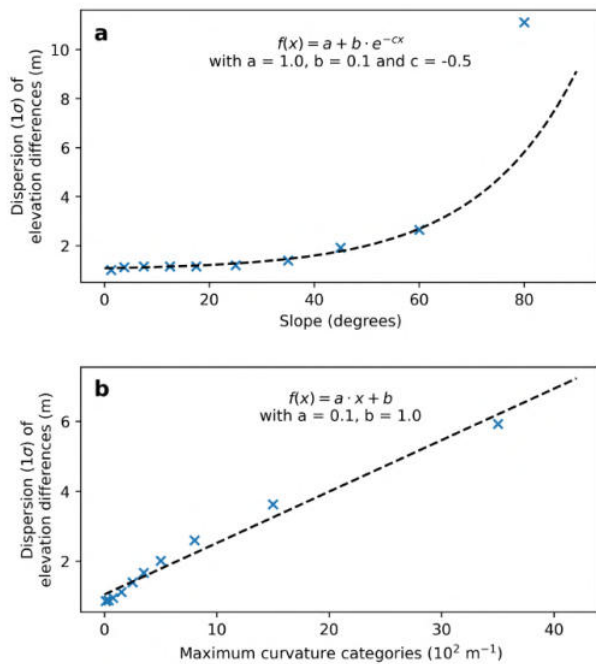 a
f(x) = a + b · e^{-cx}
with a = 1.0, b = 0.1 and c = -0.5
Dispersion (1σ) of
elevation differences (m)
10
8
6
4
2
0
20
40
60
80
Slope (degrees)
b
f(x) = a · x + b
with a = 0.1, b = 1.0
Dispersion (1σ) of
elevation differences (m)
6
4
2
0
10
20
30
40
Maximum curvature categories (10² m⁻¹)